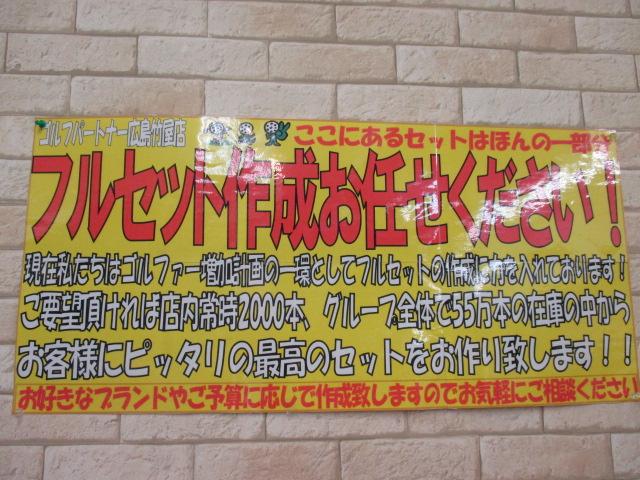 ゴルフパートナー広島竹屋店 ここにあるセットはほんの一部分
フルセット作成お任せください!
現在私たちはゴルファー増加計画の一環としてフルセットの作成に力を入れております!
ご要望頂ければ店内常時2000本、グループ全体で55万本の在庫の中から
お客様にピッタリの最高のセットをお作り致します!!
お好きなブランドやご予算に応じで作成致しますのでお気軽にご相談ください